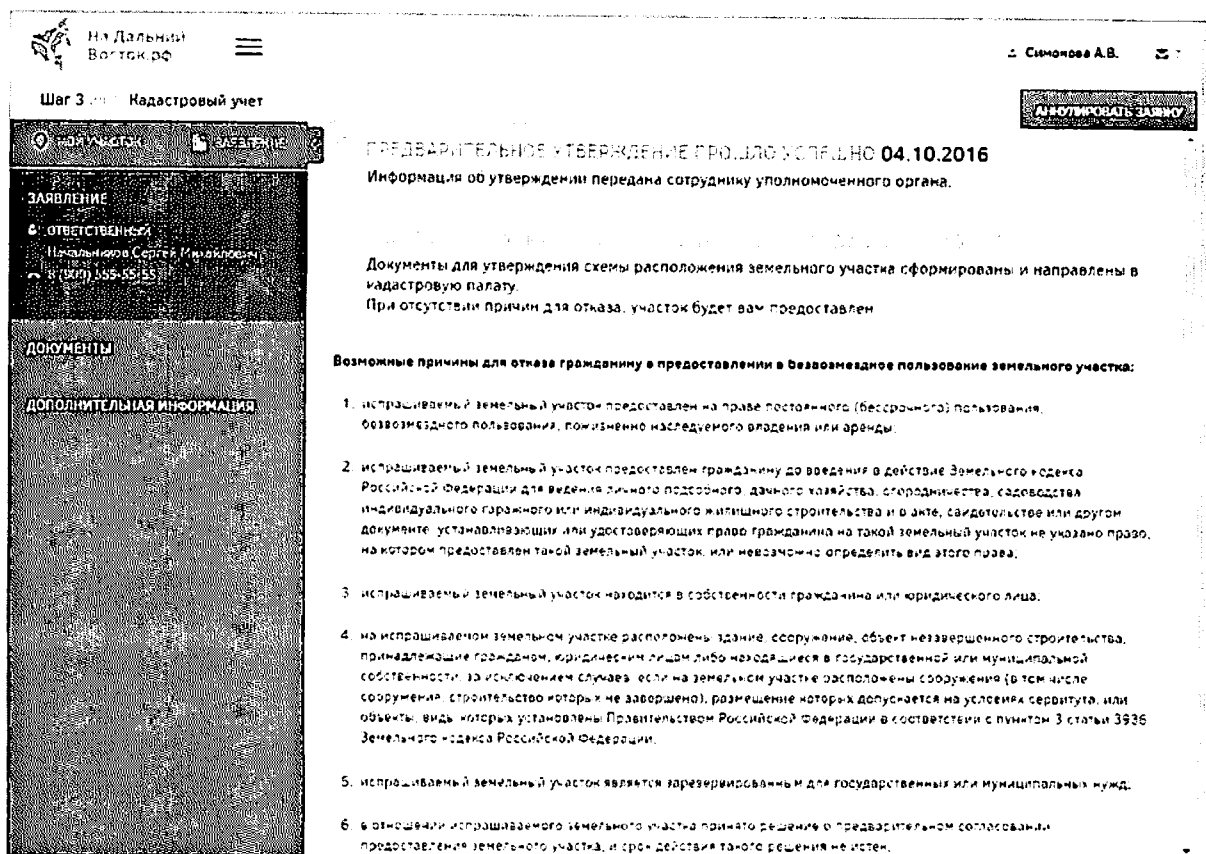 На Дальний
Восток.рф
Симонова А.В.
Шаг 3 Кадастровый учет
АННУЛИРОВАТЬ ЗАЯВКУ
МОЙ УЧАСТОК ЗАЯВЛЕНИЕ
ПРЕДВАРИТЕЛЬНОЕ УТВЕРЖДЕНИЕ ПРОШЛО УСПЕШНО 04.10.2016
Информация об утверждении передана сотруднику уполномоченного органа.
ЗАЯВЛЕНИЕ
ОТВЕТСТВЕННЫЙ
Начальников Сергей Михайлович
8 (900) 555-55-55
Документы для утверждения схемы расположения земельного участка сформированы и направлены в
кадастровую палату.
При отсутствии причин для отказа, участок будет вам предоставлен
ДОКУМЕНТЫ
ДОПОЛНИТЕЛЬНАЯ ИНФОРМАЦИЯ
Возможные причины для отказа гражданину в предоставлении в безвозмездное пользование земельного участка:
1. испрашиваемый земельный участок предоставлен на праве постоянного (бессрочного) пользования,
безвозмездного пользования, пожизненно наследуемого владения или аренды;
2. испрашиваемый земельный участок предоставлен гражданину до введения в действие Земельного кодекса
Российской Федерации для ведения личного подсобного, дачного хозяйства, огородничества, садоводства
индивидуального гаражного или индивидуального жилищного строительства и в акте, свидетельстве или другом
документе, устанавливающих или удостоверяющих право гражданина на такой земельный участок не указано право,
на котором предоставлен такой земельный участок, или невозможно определить вид этого права;
3. испрашиваемый земельный участок находится в собственности гражданина или юридического лица;
4. на испрашиваемом земельном участке расположены здание, сооружение, объект незавершенного строительства,
принадлежащие гражданам, юридическим лицам либо находящиеся в государственной или муниципальной
собственности, за исключением случаев, если на земельном участке расположены сооружения (в том числе
сооружения, строительство которых не завершено), размещение которых допускается на условиях сервитута, или
объекты, виды которых установлены Правительством Российской Федерации в соответствии с пунктом 3 статьи 3936
Земельного кодекса Российской Федерации;
5. испрашиваемый земельный участок является зарезервированным для государственных или муниципальных нужд;
6. в отношении испрашиваемого земельного участка принято решение о предварительном согласовании
предоставления земельного участка, и срок действия такого решения не истек;